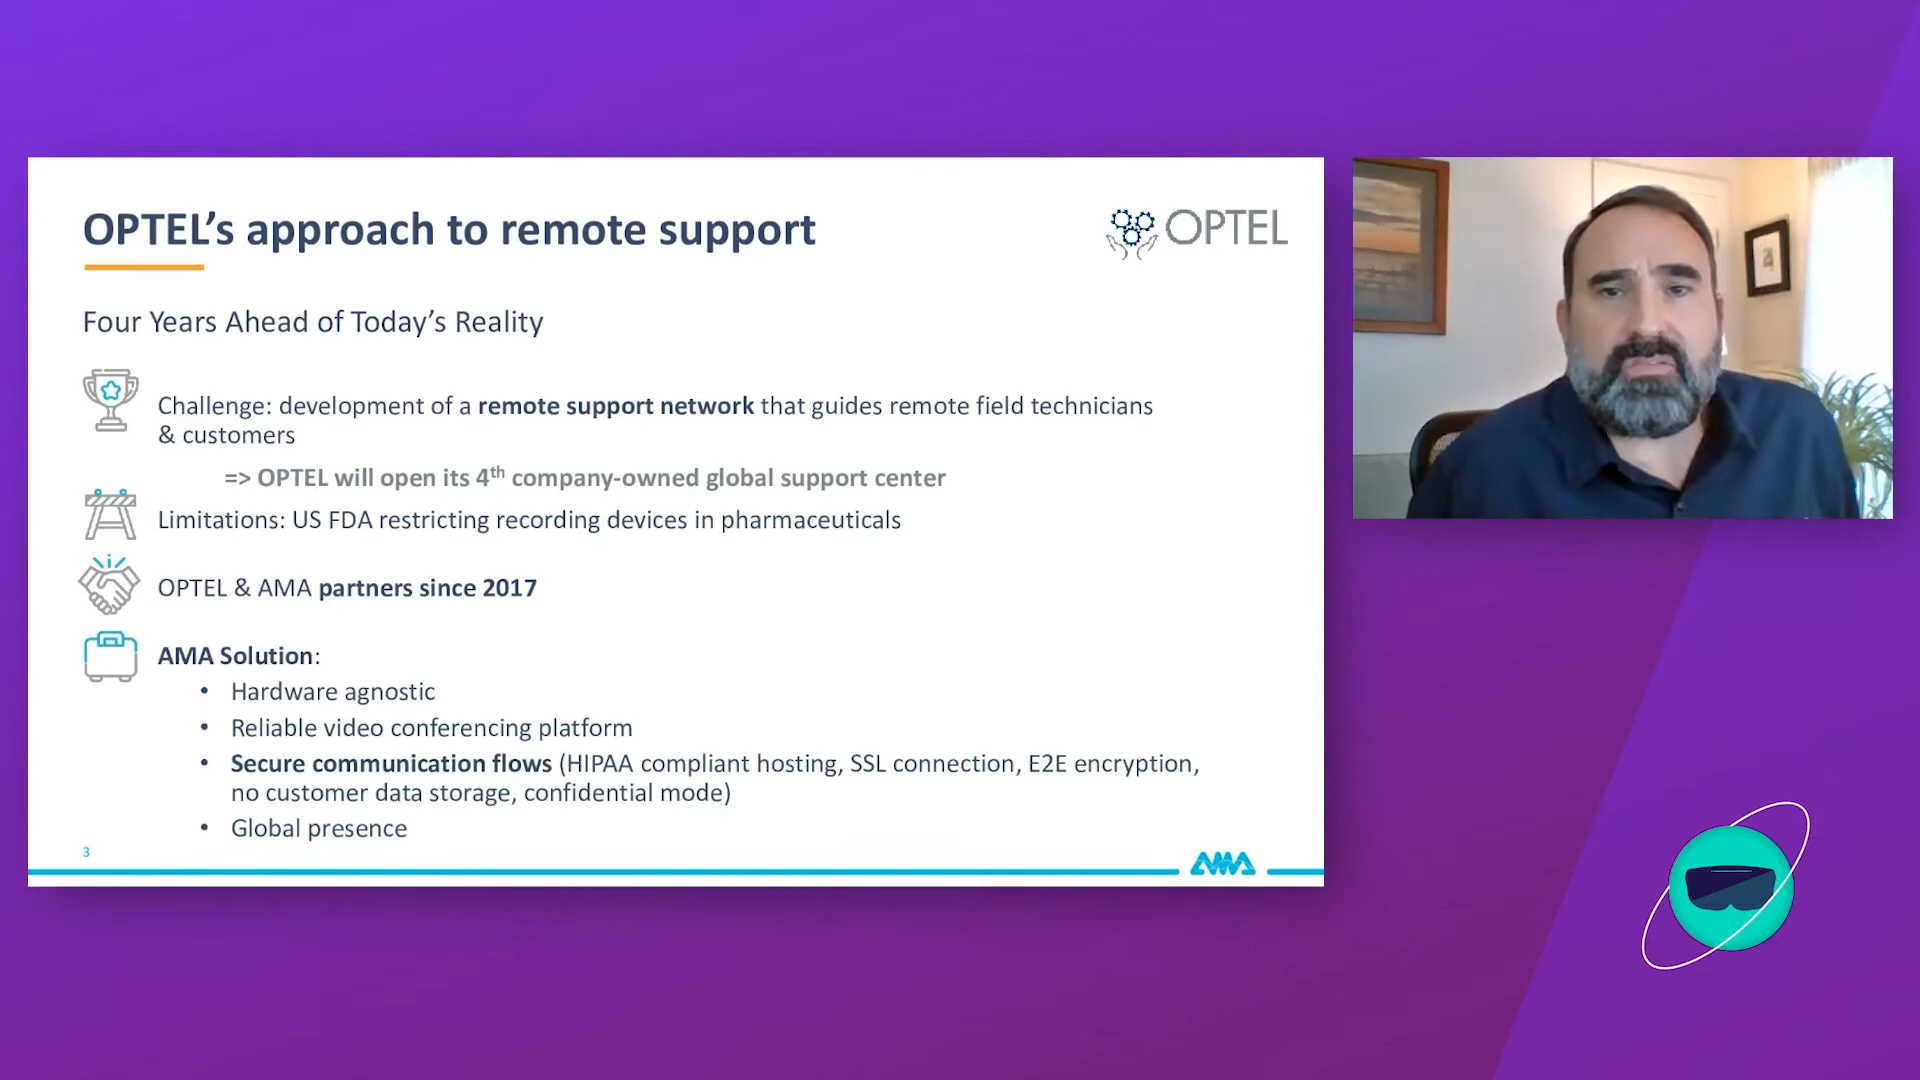 OPTEL’s approach to remote support
OPTEL
Four Years Ahead of Today’s Reality
Challenge: development of a remote support network that guides remote field technicians
& customers
=> OPTEL will open its 4th company-owned global support center
Limitations: US FDA restricting recording devices in pharmaceuticals
OPTEL & AMA partners since 2017
AMA Solution:
• Hardware agnostic
• Reliable video conferencing platform
• Secure communication flows (HIPAA compliant hosting, SSL connection, E2E encryption,
no customer data storage, confidential mode)
• Global presence
3
AMA